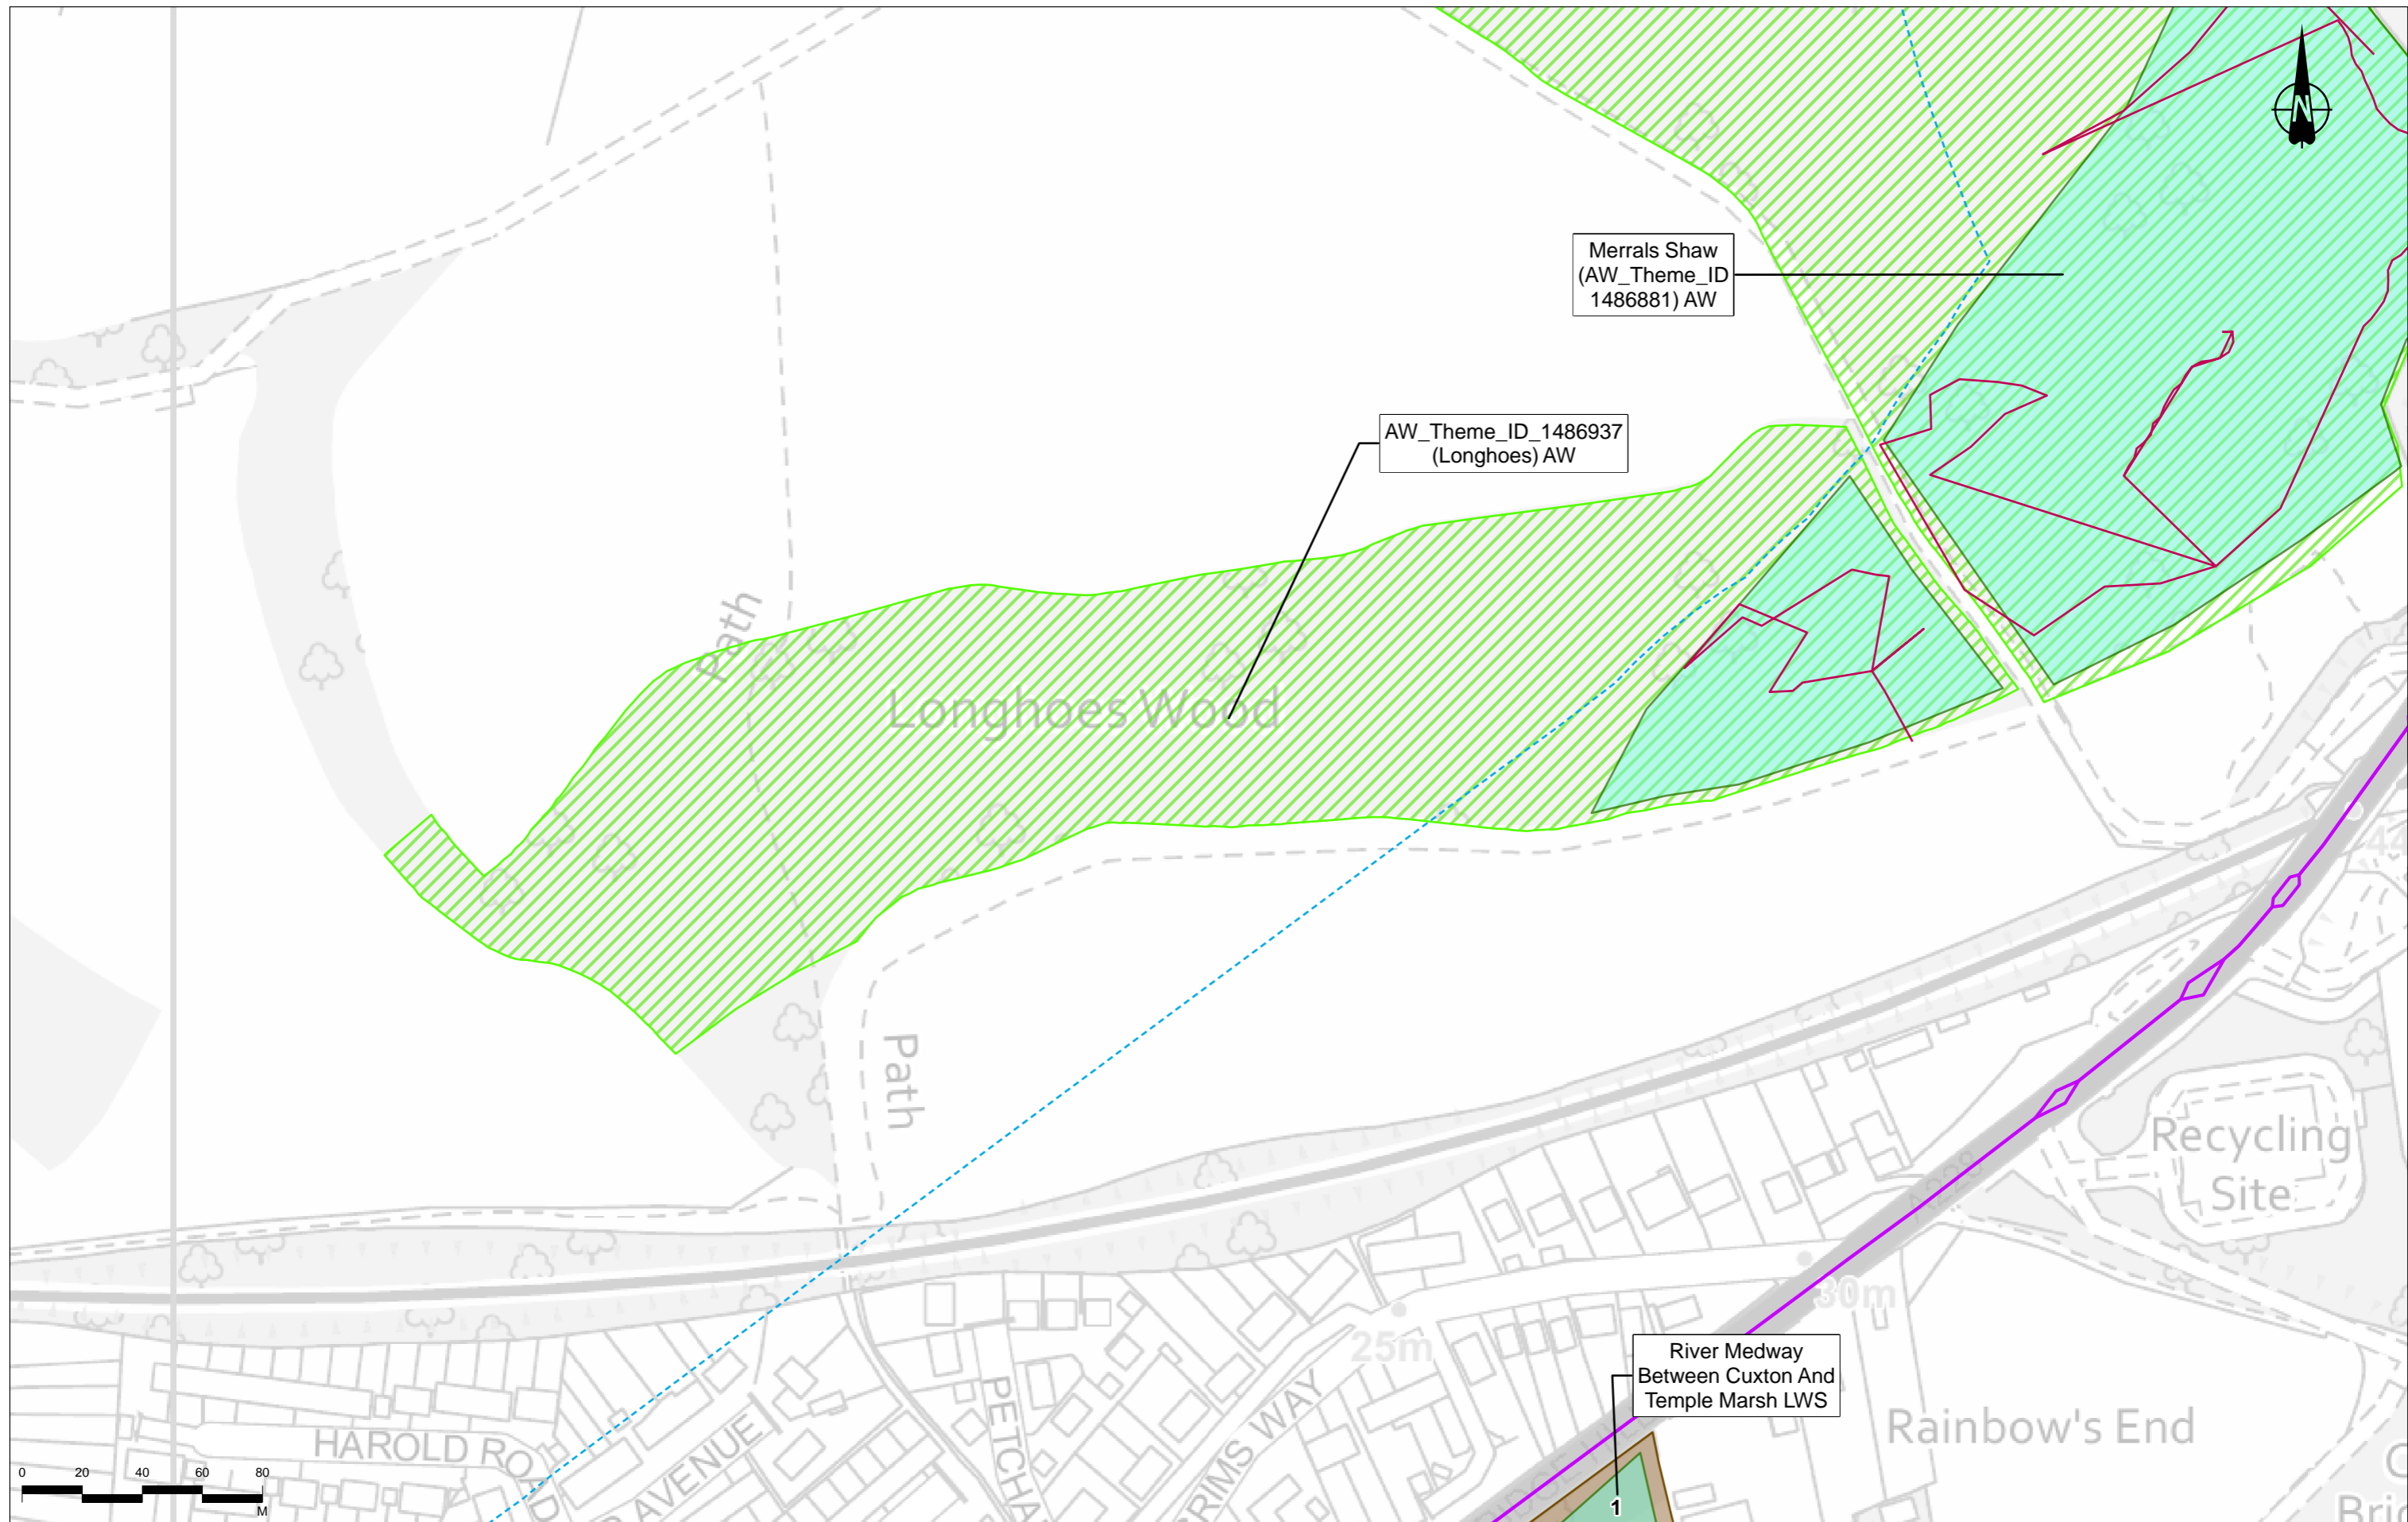 N
Merrals Shaw
(AW_Theme_ID
1486881) AW
AW_Theme_ID_1486937
(Longhoes) AW
Path
Longhoes Wood
Path
Recycling
Site
30m
25m
River Medway
Between Cuxton And
Temple Marsh LWS
Rainbow's End
HAROLD ROAD
AVENUE
PETCHA
RIMS WAY
1
0 20 40 60 80
M